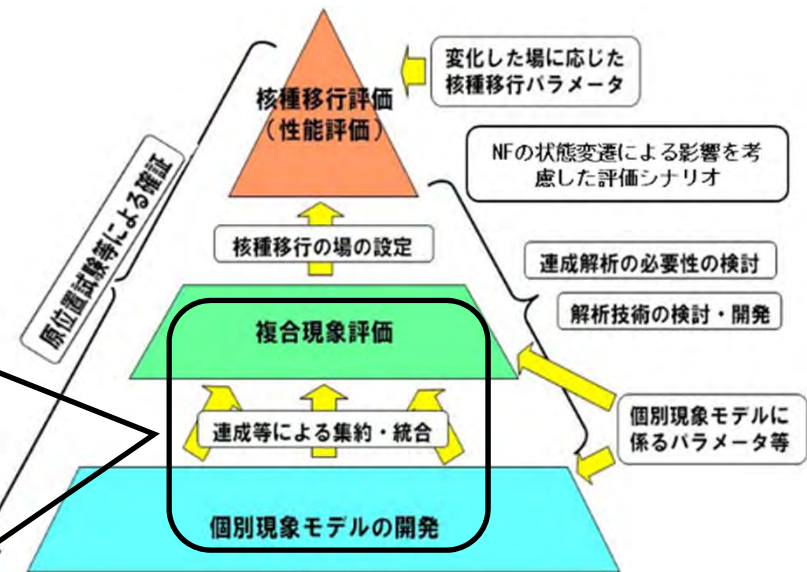 変化した場に応じた
核種移行パラメータ
核種移行評価
（性能評価）
NFの状態変遷による影響を考
慮した評価シナリオ
原位置試験等による確証
核種移行の場の設定
連成解析の必要性の検討
解析技術の検討・開発
複合現象評価
個別現象モデルに
係るパラメータ等
連成等による集約・統合
個別現象モデルの開発